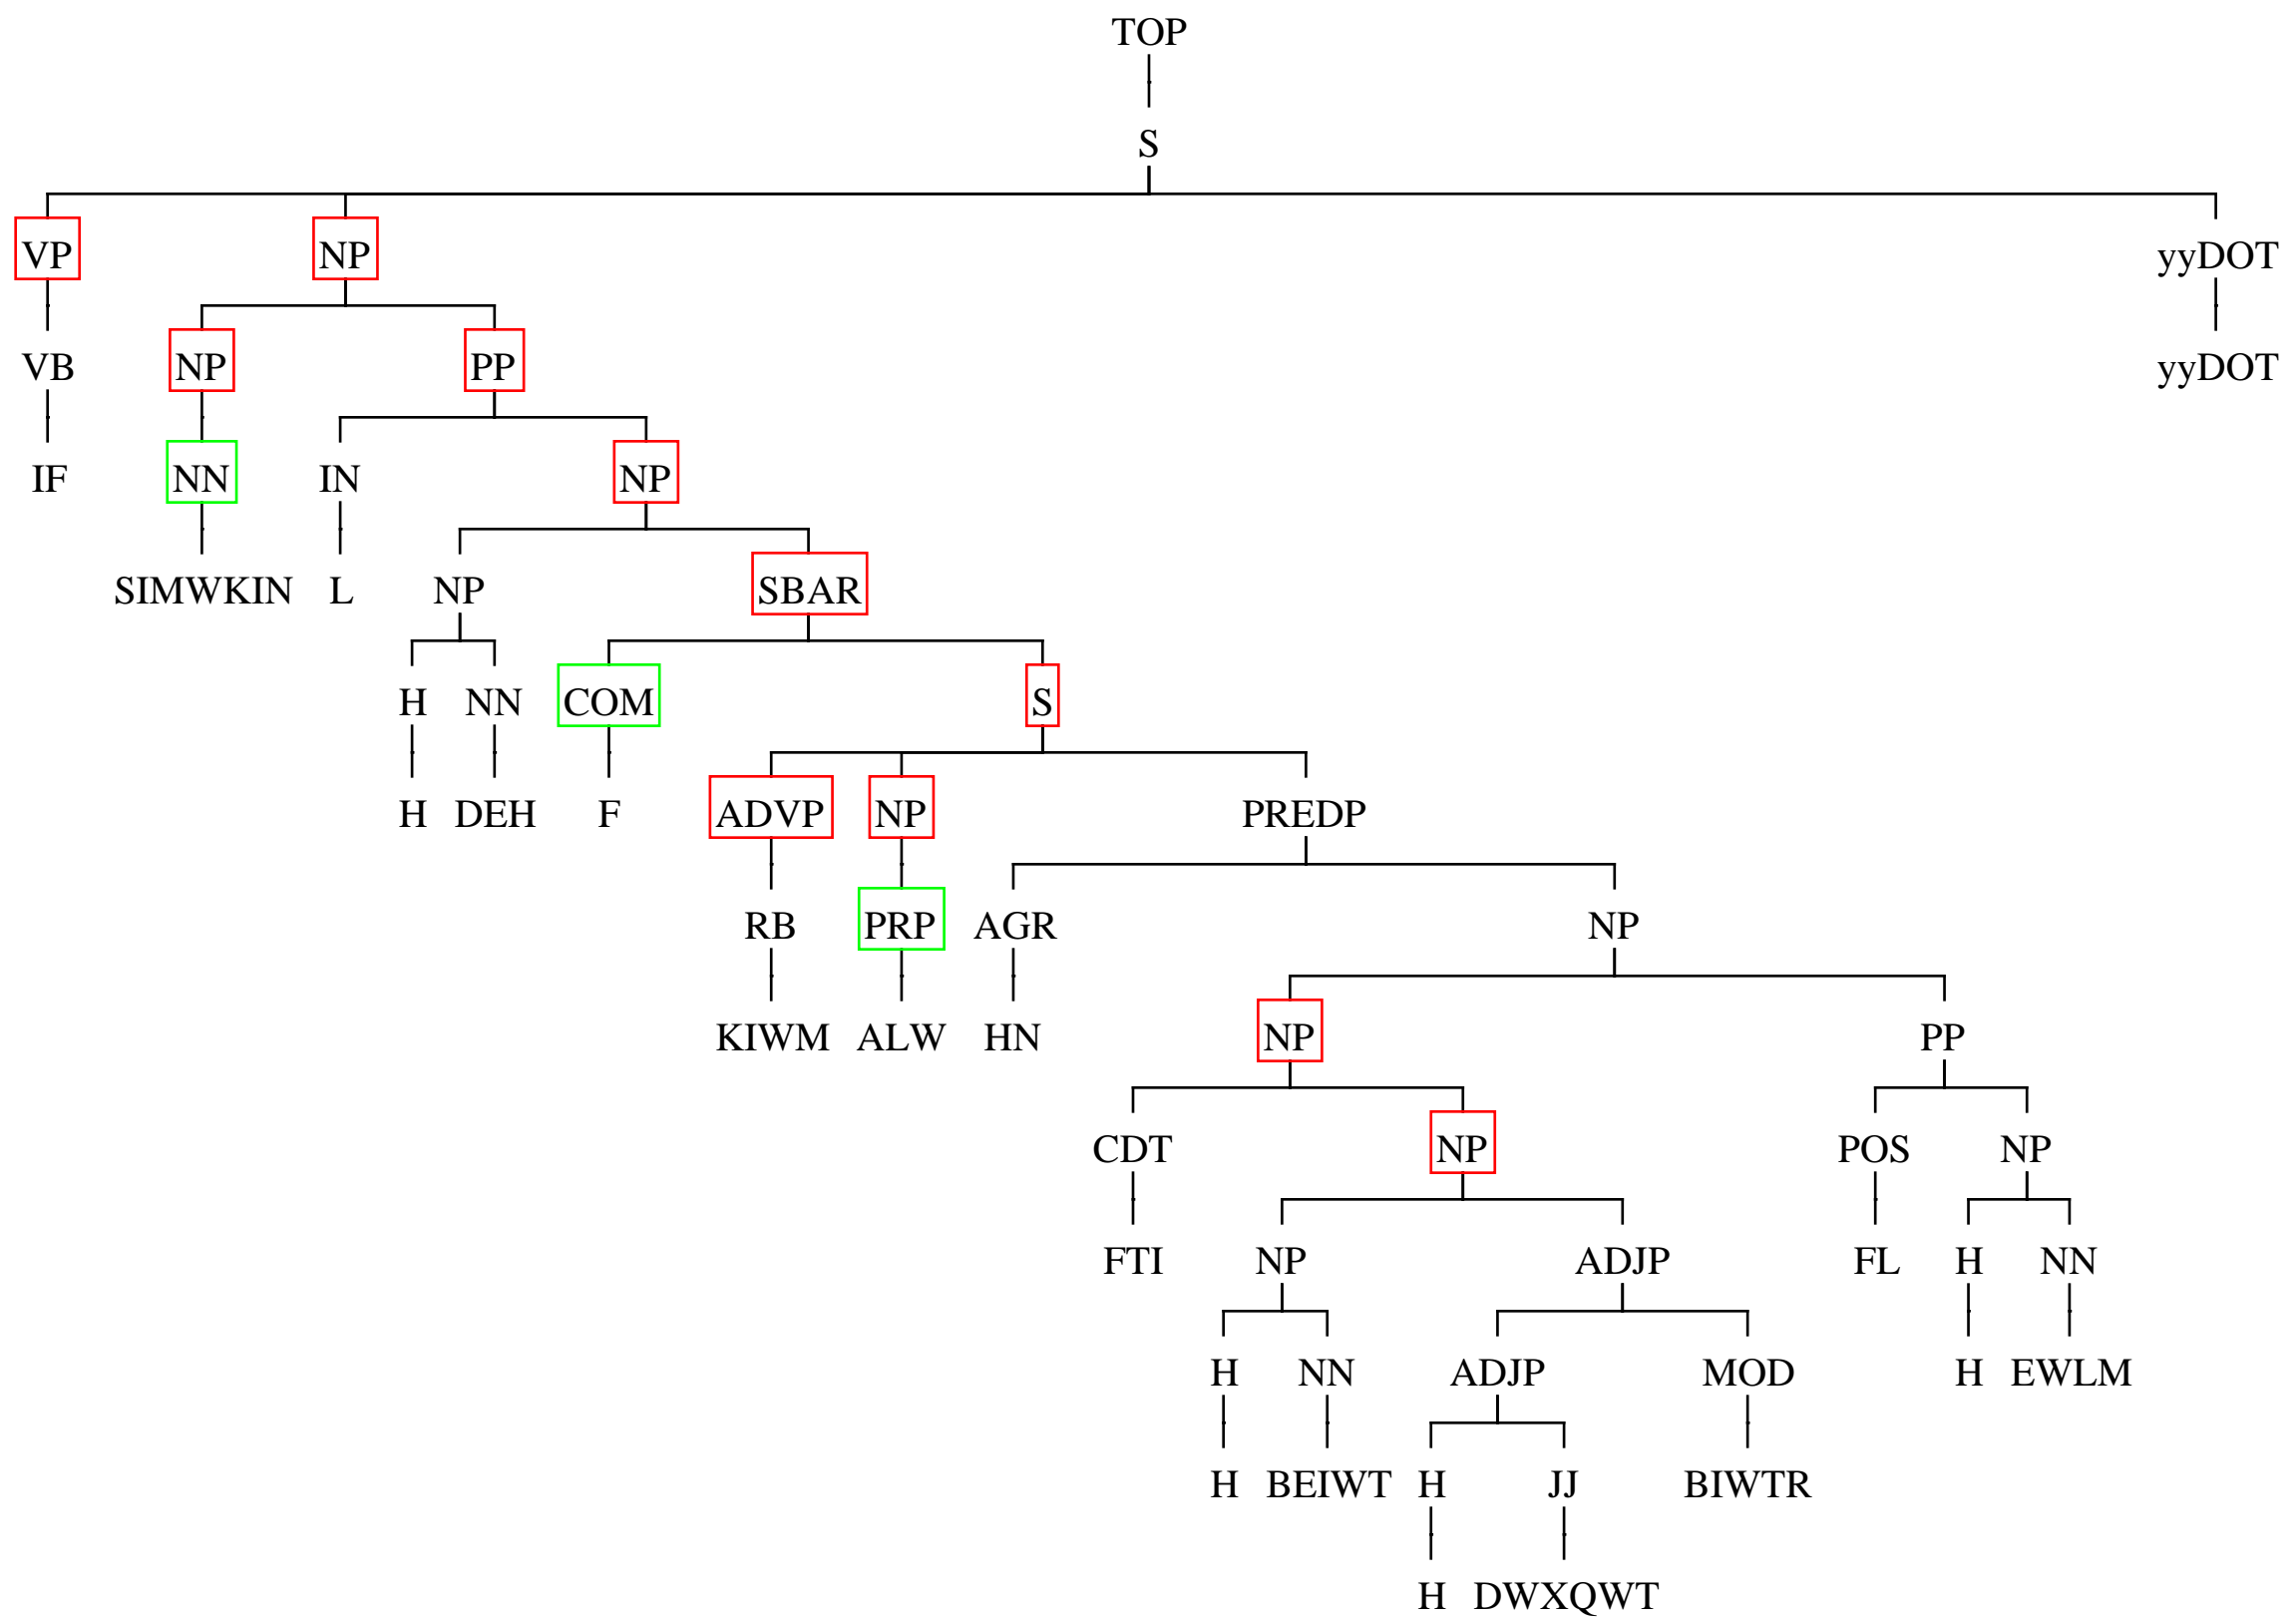 TOP
S
VP NP yyDOT
VB NP PP yyDOT
IF NN IN NP
SIMWKIN L NP SBAR
H NN COM S
H DEH F ADVP NP PREDP
RB PRP AGR NP
KIWM ALW HN NP PP
CDT NP POS NP
FTI NP ADJP FL H NN
H NN ADJP MOD H EWLM
H BEIWT H JJ BIWTR
H DWXQWT